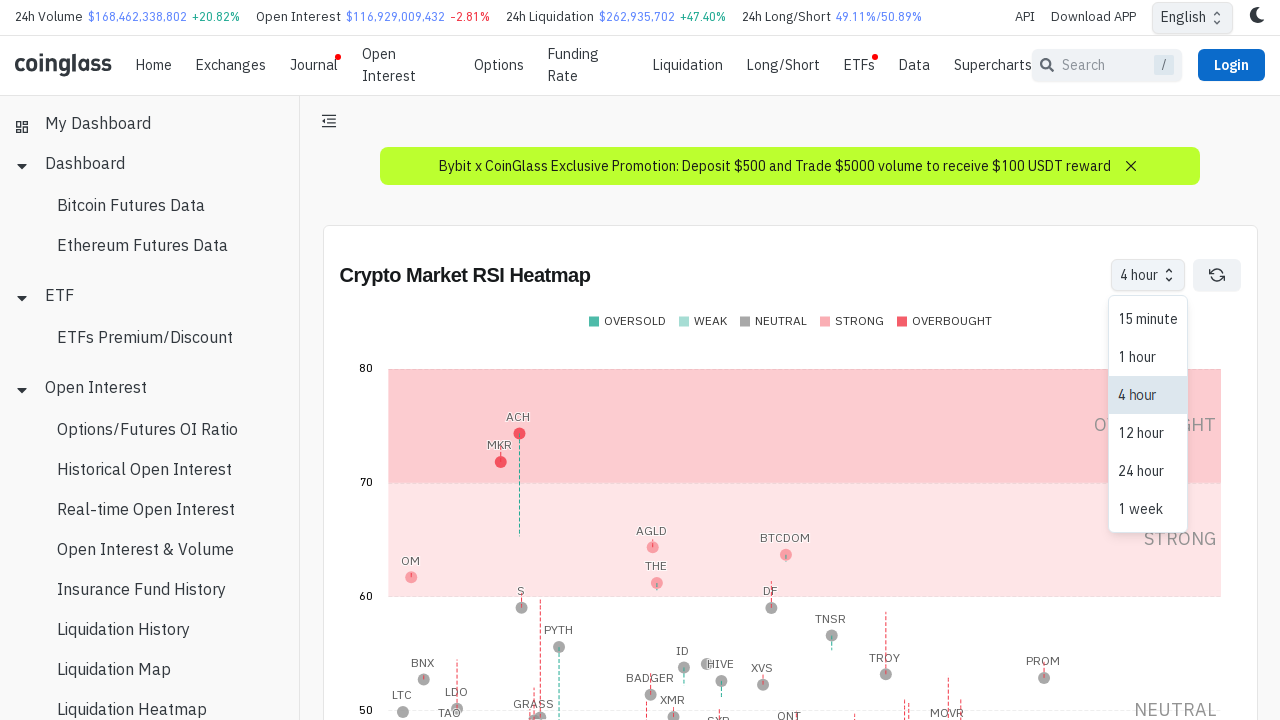 24h Volume $168,462,338,802 +20.82% Open Interest $116,929,009,432 -2.81% 24h Liquidation $262,935,702 +47.40% 24h Long/Short 49.11%/50.89% API Download APP English
coinglass Home Exchanges Journal Open Interest Options Funding Rate Liquidation Long/Short ETFs Data Supercharts Search / Login
My Dashboard
Dashboard
Bitcoin Futures Data
Ethereum Futures Data
ETF
ETFs Premium/Discount
Open Interest
Options/Futures OI Ratio
Historical Open Interest
Real-time Open Interest
Open Interest & Volume
Insurance Fund History
Liquidation History
Liquidation Map
Liquidation Heatmap
Bybit x CoinGlass Exclusive Promotion: Deposit $500 and Trade $5000 volume to receive $100 USDT reward
Crypto Market RSI Heatmap
4 hour
15 minute
1 hour
4 hour
12 hour
24 hour
1 week
OVERSOLD WEAK NEUTRAL STRONG OVERBOUGHT
80
ACH
MKR
70
AGLD
BTCDOM
STRONG
OM
THE
S
DF
60
TNSR
PYTH
ID
HIVE
TROY
PROM
BNX
XVS
BADGER
LTC
LDO
XMR
GRASS
TAO
50
NEUTRAL